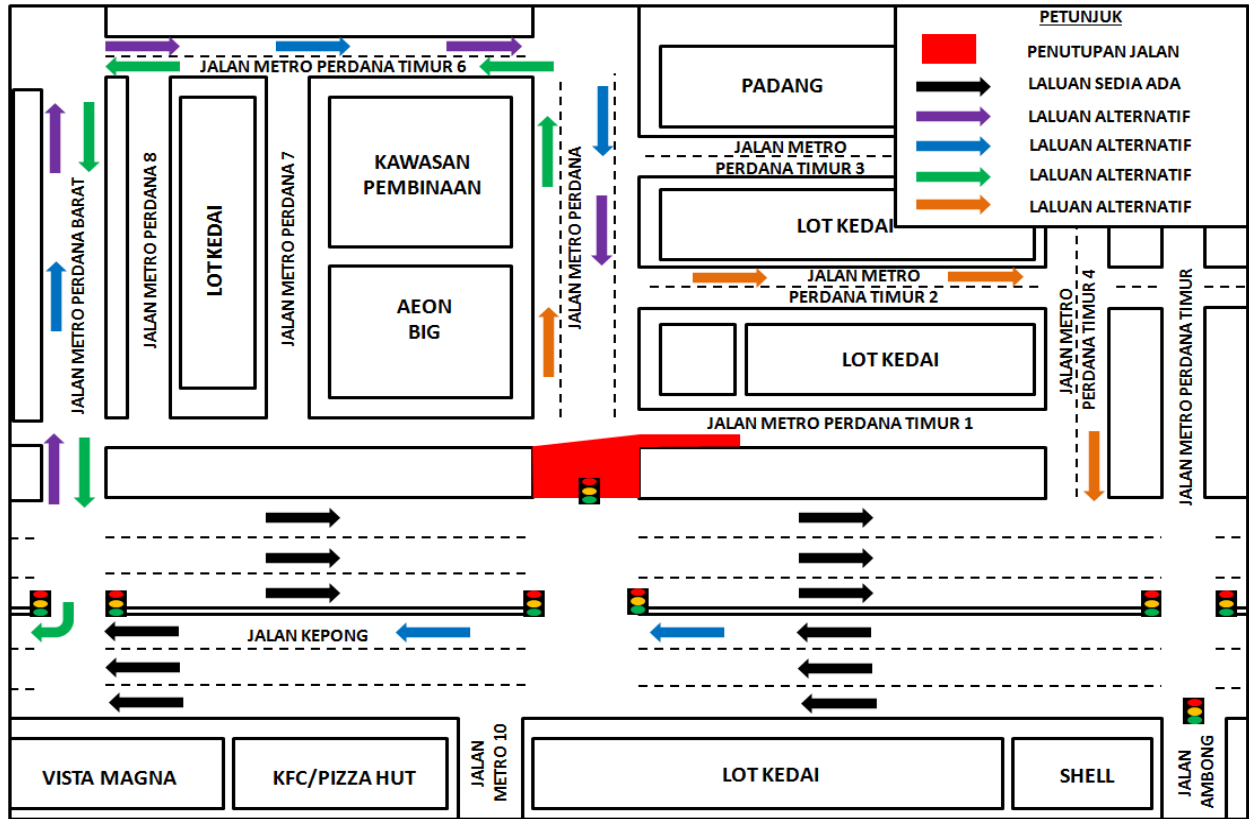 PETUNJUK
PENUTUPAN JALAN
LALUAN SEDIA ADA
LALUAN ALTERNATIF
LALUAN ALTERNATIF
LALUAN ALTERNATIF
LALUAN ALTERNATIF
JALAN METRO PERDANA TIMUR 6
PADANG
JALAN METRO
PERDANA TIMUR 3
LOT KEDAI
JALAN METRO
PERDANA TIMUR 2
LOT KEDAI
JALAN METRO PERDANA TIMUR 1
JALAN METRO PERDANA BARAT
JALAN METRO PERDANA 8
LOT KEDAI
JALAN METRO PERDANA 7
KAWASAN
PEMBINAAN
AEON
BIG
JALAN METRO PERDANA
JALAN METRO
PERDANA TIMUR 4
JALAN METRO PERDANA TIMUR
JALAN KEPONG
VISTA MAGNA
KFC/PIZZA HUT
JALAN
METRO 10
LOT KEDAI
SHELL
JALAN
AMBONG